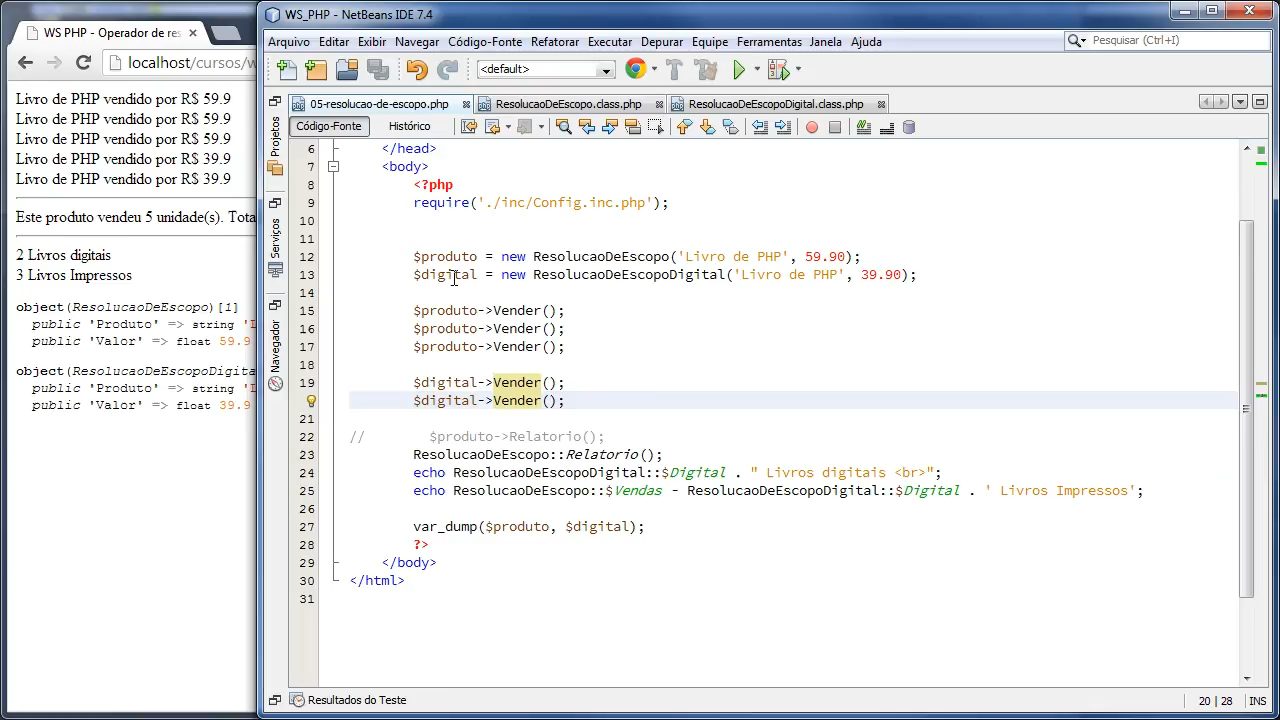 WS PHP - Operador de res
localhost/cursos/w
Livro de PHP vendido por R$ 59.9
Livro de PHP vendido por R$ 59.9
Livro de PHP vendido por R$ 59.9
Livro de PHP vendido por R$ 39.9
Livro de PHP vendido por R$ 39.9
Este produto vendeu 5 unidade(s). Tota
2 Livros digitais
3 Livros Impressos
object(ResolucaoDeEscopo)[1]
public 'Produto' => string 'L
public 'Valor' => float 59.9
object(ResolucaoDeEscopoDigita
public 'Produto' => string 'L
public 'Valor' => float 39.9
WS_PHP - NetBeans IDE 7.4
Arquivo Editar Exibir Navegar Código-Fonte Refatorar Executar Depurar Equipe Ferramentas Janela Ajuda
Pesquisar (Ctrl+I)
<default>
05-resolucao-de-escopo.php ResolucaoDeEscopo.class.php ResolucaoDeEscopoDigital.class.php
Código-Fonte Histórico
Projetos
Serviços
Navegador
6 </head>
7 <body>
8 <?php
9 require('./inc/Config.inc.php');
10
11
12 $produto = new ResolucaoDeEscopo('Livro de PHP', 59.90);
13 $digital = new ResolucaoDeEscopoDigital('Livro de PHP', 39.90);
14
15 $produto->Vender();
16 $produto->Vender();
17 $produto->Vender();
18
19 $digital->Vender();
$digital->Vender();
21
22 // $produto->Relatorio();
23 ResolucaoDeEscopo::Relatorio();
24 echo ResolucaoDeEscopoDigital::$Digital . " Livros digitais <br>";
25 echo ResolucaoDeEscopo::$Vendas - ResolucaoDeEscopoDigital::$Digital . ' Livros Impressos';
26
27 var_dump($produto, $digital);
28 ?>
29 </body>
30 </html>
31
Resultados do Teste
20 | 28 INS